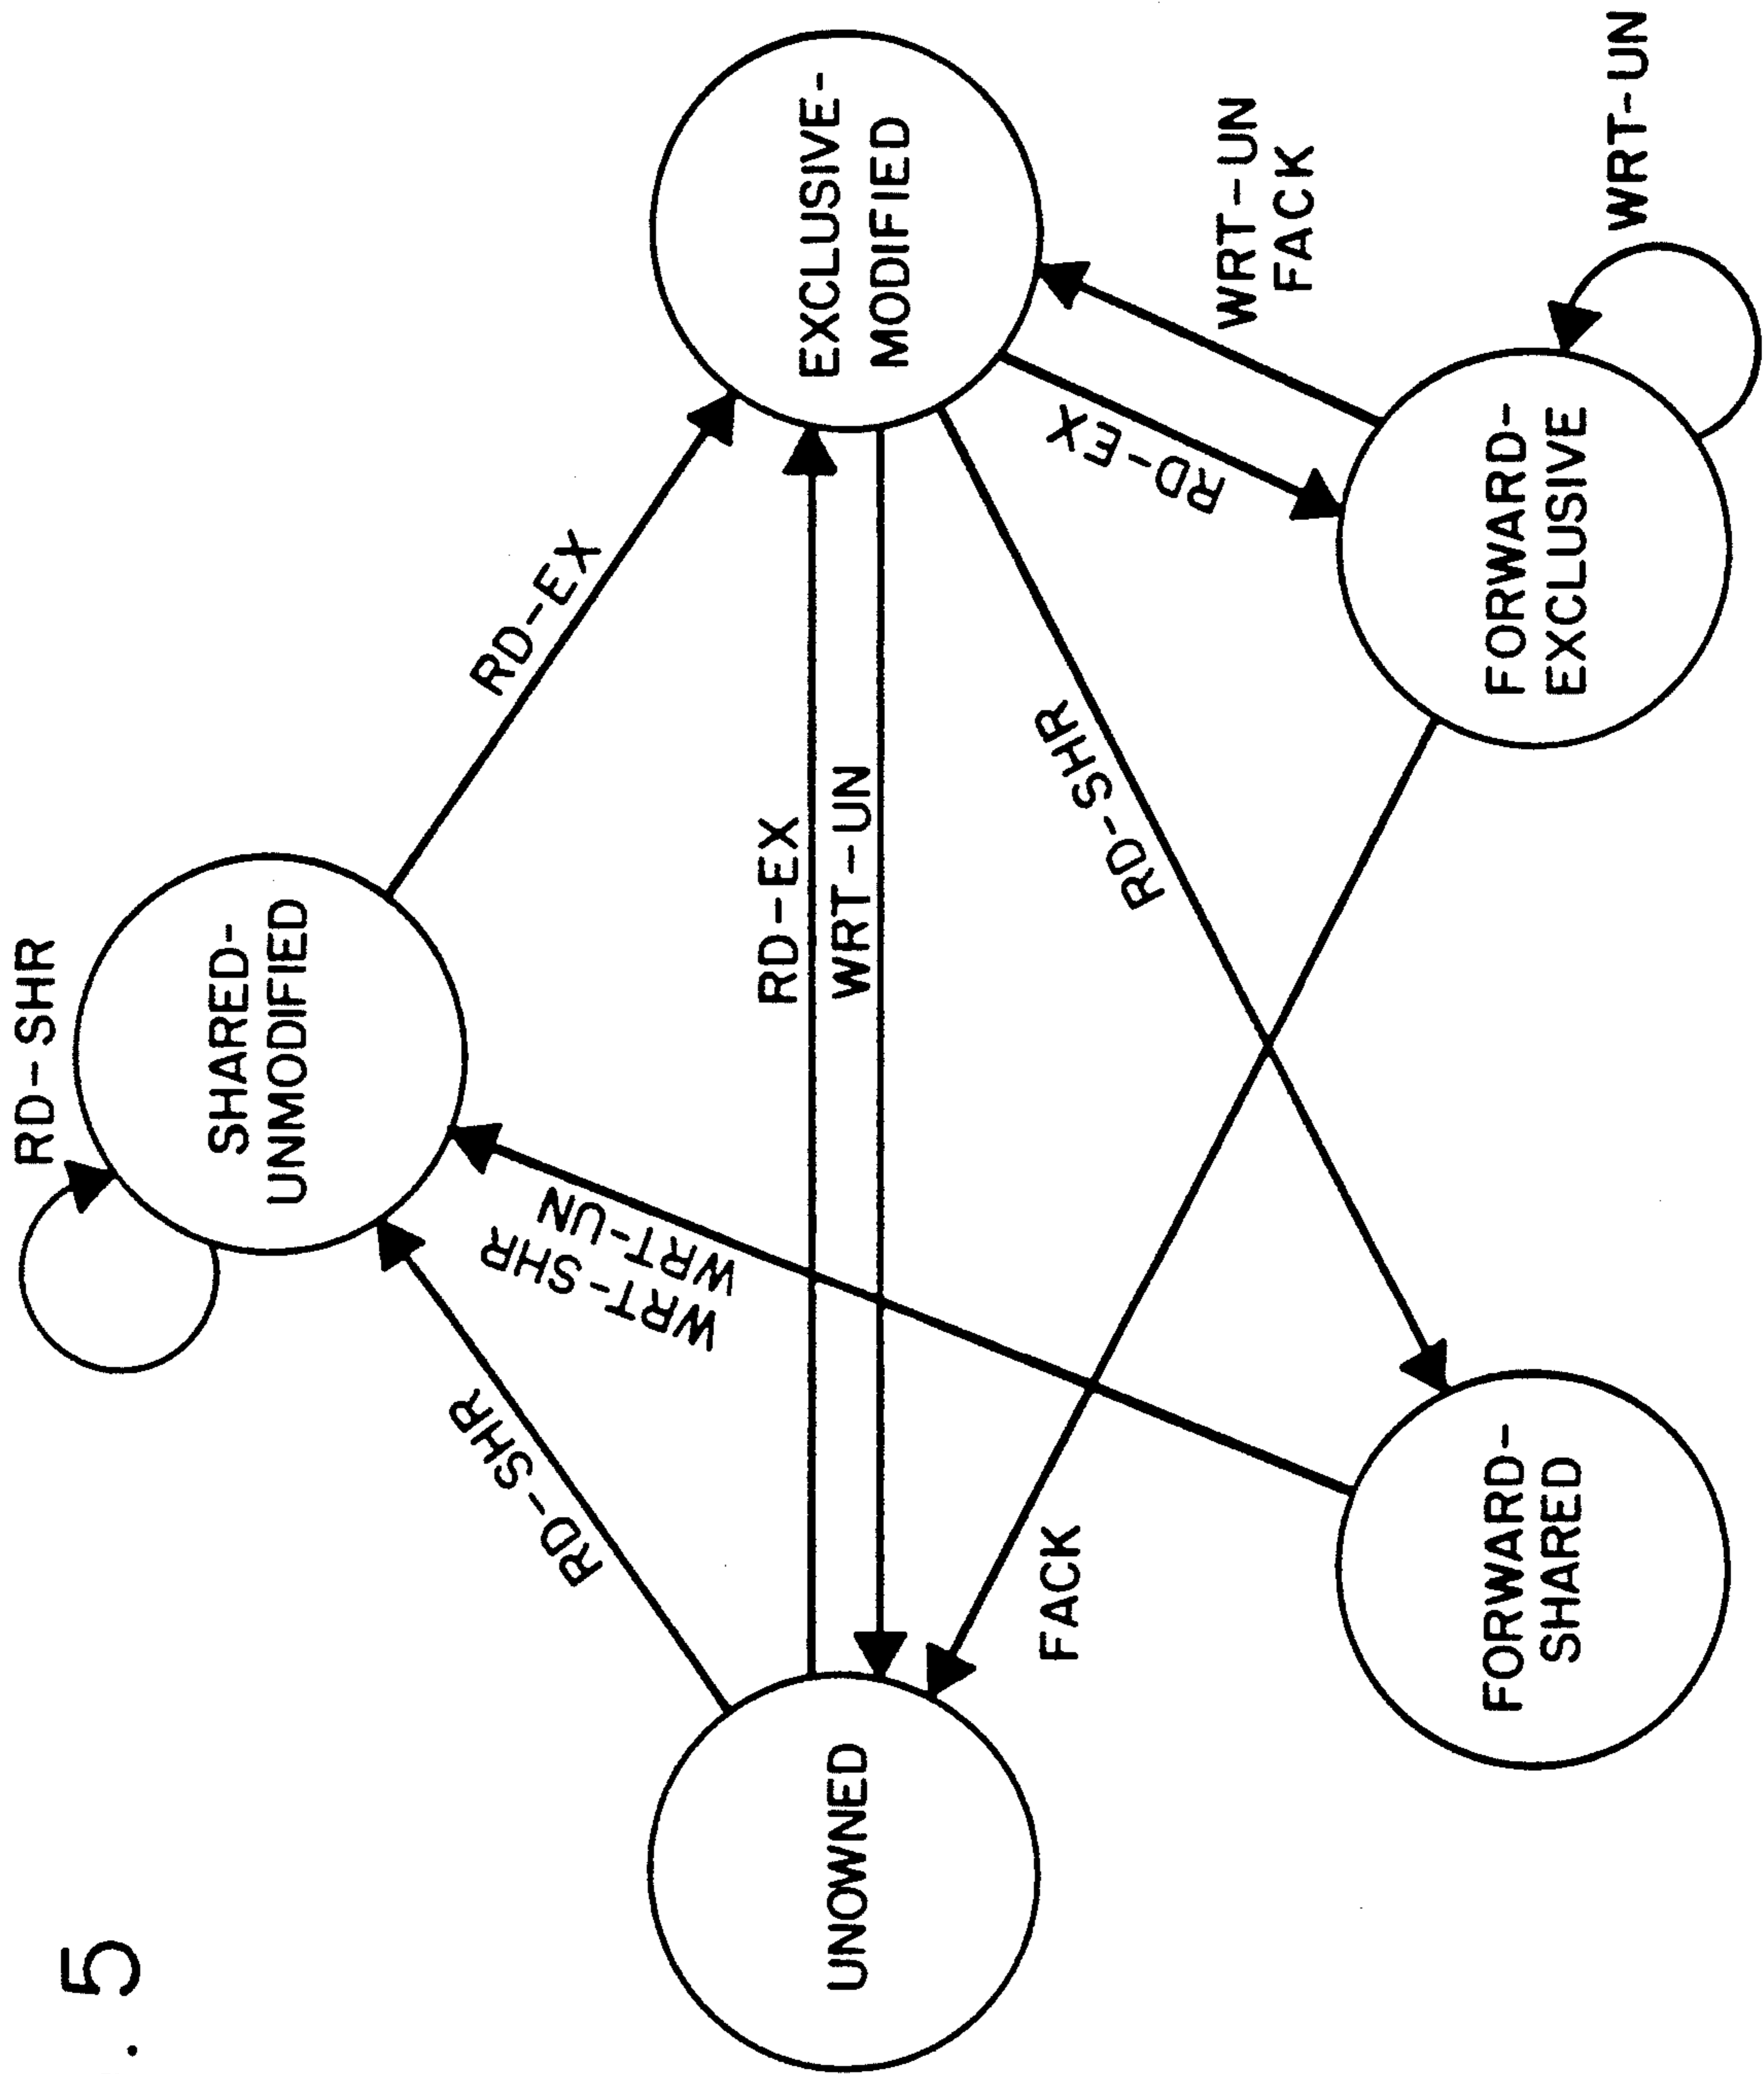 . 5
RD-SHR
SHARED-
UNMODIFIED
RD-SHR
RD-EX
WRT-SHR
WRT-UN
UNOWNED
RD-EX
WRT-UN
EXCLUSIVE-
MODIFIED
FACK
RD-SHR
RD-EX
WRT-UN
FACK
FORWARD-
SHARED
FORWARD-
EXCLUSIVE
WRT-UN